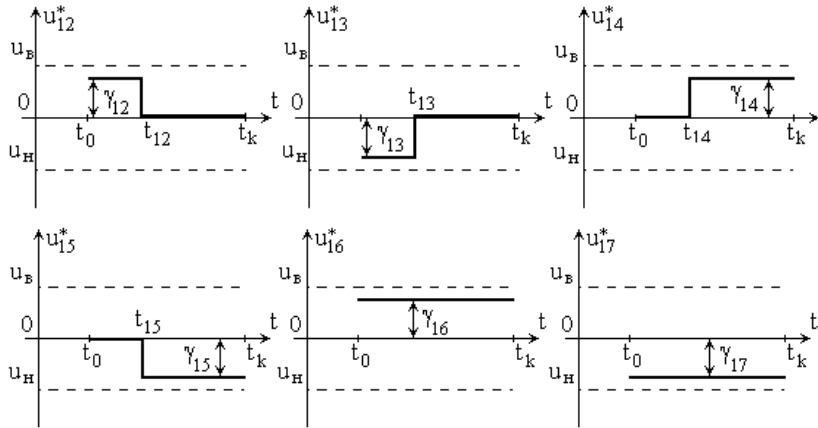 u*12 u*13 u*14
uв uв uв
0 γ12 t 0 t13 t 0 γ14 t
t0 t12 tk γ13 tk t0 t14 tk
uн uн uн
u*15 u*16 u*17
uв uв uв
0 t15 t 0 γ16 t 0 t
t0 γ15 tk t0 tk t0 γ17 tk
uн uн uн